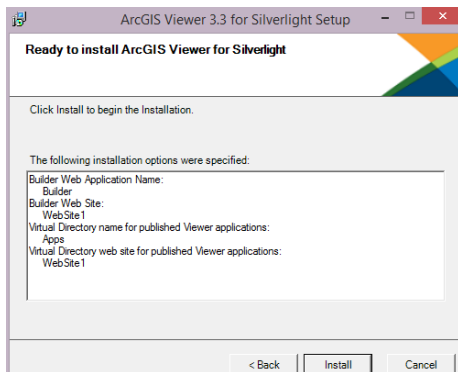 ArcGIS Viewer 3.3 for Silverlight Setup
Ready to install ArcGIS Viewer for Silverlight
Click Install to begin the Installation.
The following installation options were specified:
Builder Web Application Name:
Builder
Builder Web Site:
WebSite1
Virtual Directory name for published Viewer applications:
Apps
Virtual Directory web site for published Viewer applications:
WebSite1
< Back
Install
Cancel